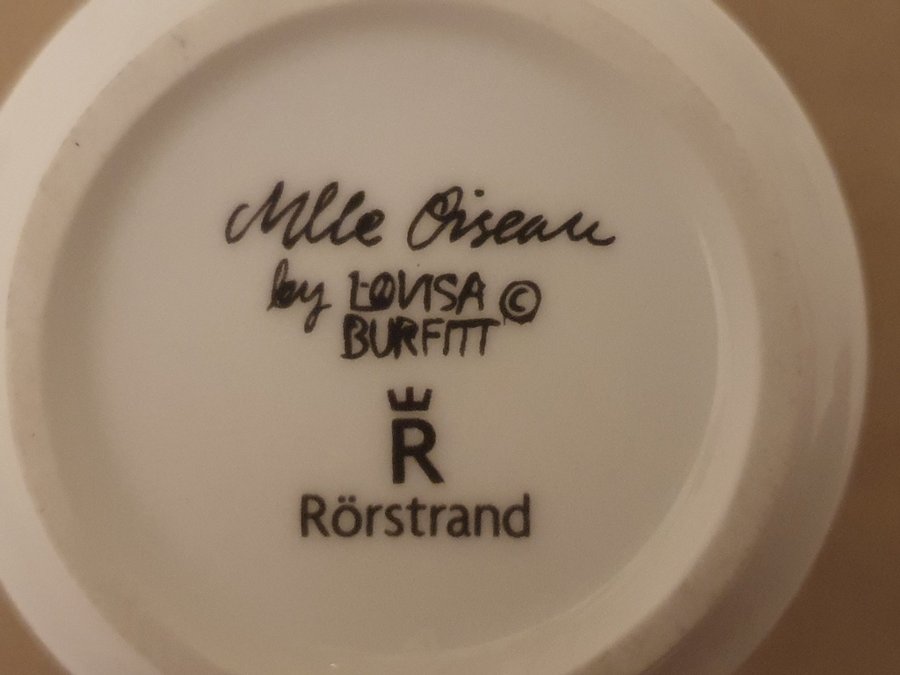 Mlle Oiseau
by LOVISA ©
BURFITT
R
Rörstrand